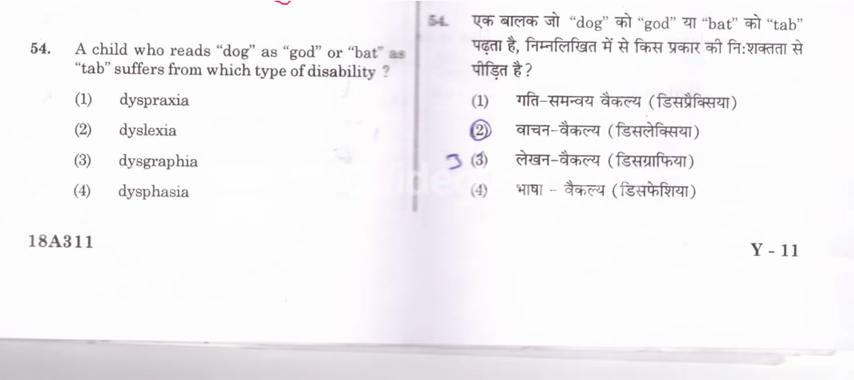 54. A child who reads “dog” as “god” or “bat” as
“tab” suffers from which type of disability ?
(1) dyspraxia
(2) dyslexia
(3) dysgraphia
(4) dysphasia
18A311
54. एक बालक जो “dog” को “god” या “bat” को “tab”
पढ़ता है, निम्नलिखित में से किस प्रकार की नि:शक्तता से
पीड़ित है ?
(1) गति-समन्वय वैकल्य (डिसप्रैक्सिया)
(2) वाचन-वैकल्य (डिसलेक्सिया)
3 (3) लेखन-वैकल्य (डिसग्राफिया)
(4) भाषा - वैकल्य (डिसफेशिया)
Y - 11